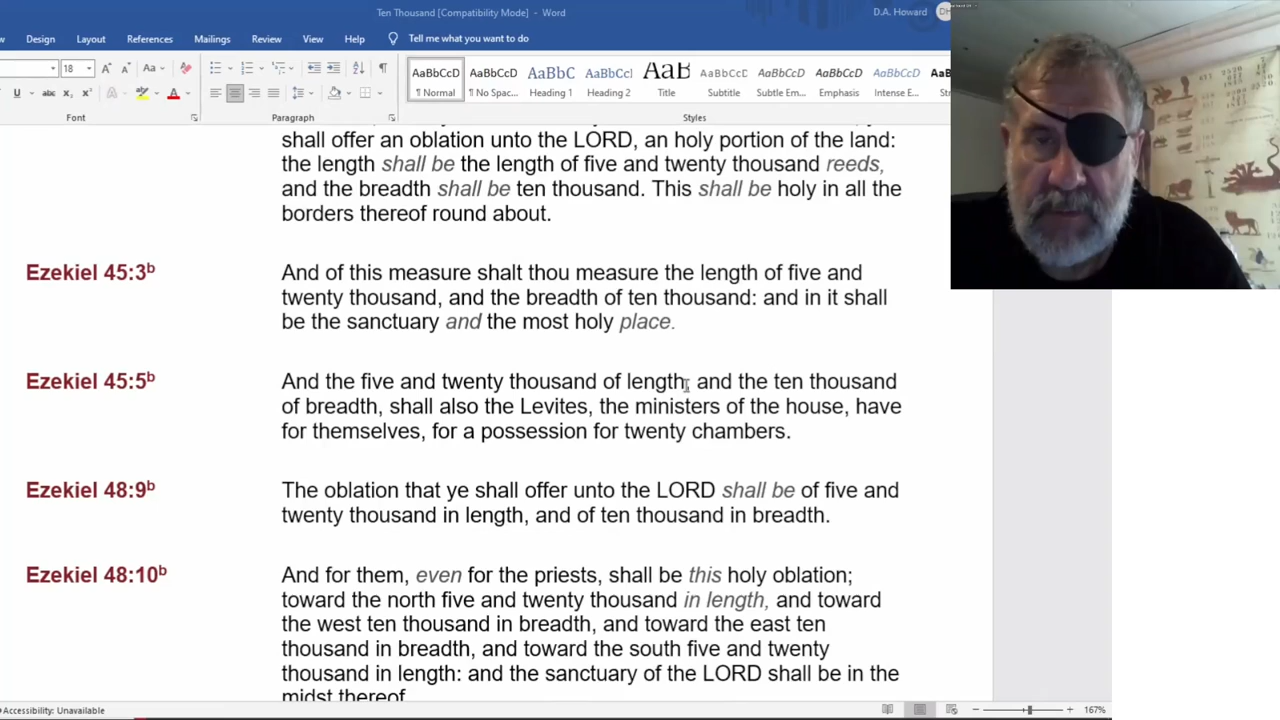 Ten Thousand [Compatibility Mode] - Word
D.A. Howard
DH
Design Layout References Mailings Review View Help Tell me what you want to do
18 Aa
AaBbCcD AaBbCcD AaBbC AaBbCcl AaB AaBbCcD AaBbCcD AaBbCcD AaBbCcD
¶ Normal ¶ No Spac... Heading 1 Heading 2 Title Subtitle Subtle Em... Emphasis Intense E...
Font Paragraph Styles
shall offer an oblation unto the LORD, an holy portion of the land:
the length shall be the length of five and twenty thousand reeds,
and the breadth shall be ten thousand. This shall be holy in all the
borders thereof round about.
Ezekiel 45:3ᵇ And of this measure shalt thou measure the length of five and
twenty thousand, and the breadth of ten thousand: and in it shall
be the sanctuary and the most holy place.
Ezekiel 45:5ᵇ And the five and twenty thousand of length, and the ten thousand
of breadth, shall also the Levites, the ministers of the house, have
for themselves, for a possession for twenty chambers.
Ezekiel 48:9ᵇ The oblation that ye shall offer unto the LORD shall be of five and
twenty thousand in length, and of ten thousand in breadth.
Ezekiel 48:10ᵇ And for them, even for the priests, shall be this holy oblation;
toward the north five and twenty thousand in length, and toward
the west ten thousand in breadth, and toward the east ten
thousand in breadth, and toward the south five and twenty
thousand in length: and the sanctuary of the LORD shall be in the
midst thereof.
Accessibility: Unavailable
167%